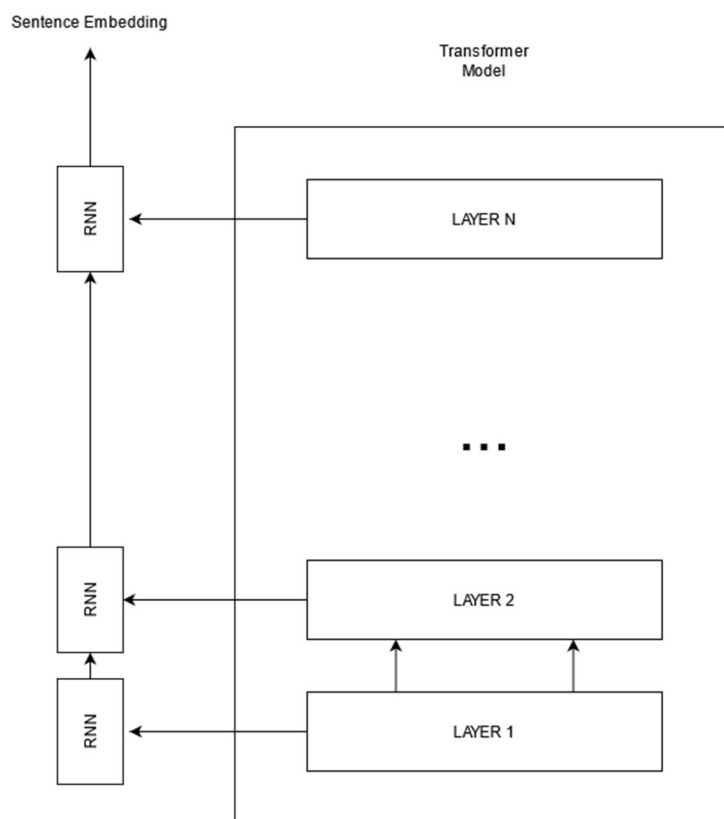 Sentence Embedding
Transformer
Model
RNN
LAYER N
...
RNN
LAYER 2
RNN
LAYER 1